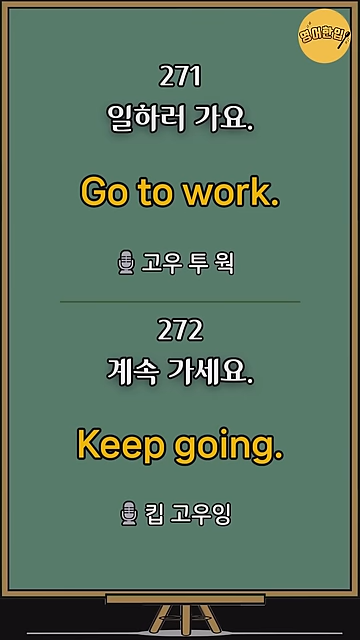 영어한입
271
일하러 가요.
Go to work.
고우 투 웍
272
계속 가세요.
Keep going.
킵 고우잉